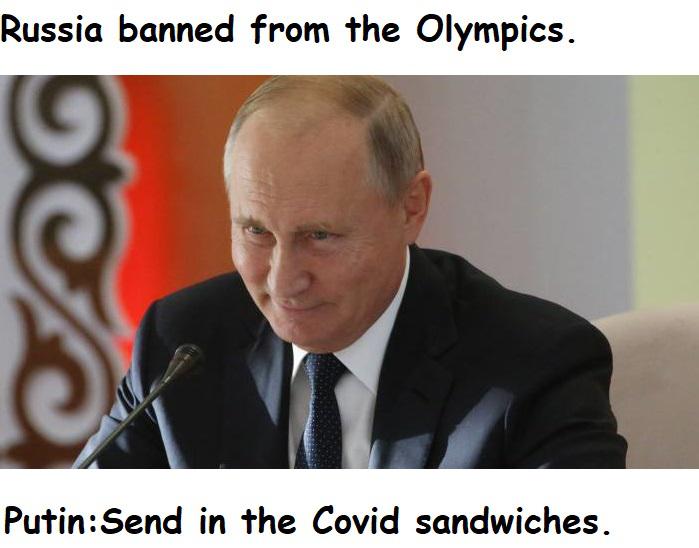 Russia banned from the Olympics.
Putin:Send in the Covid sandwiches.